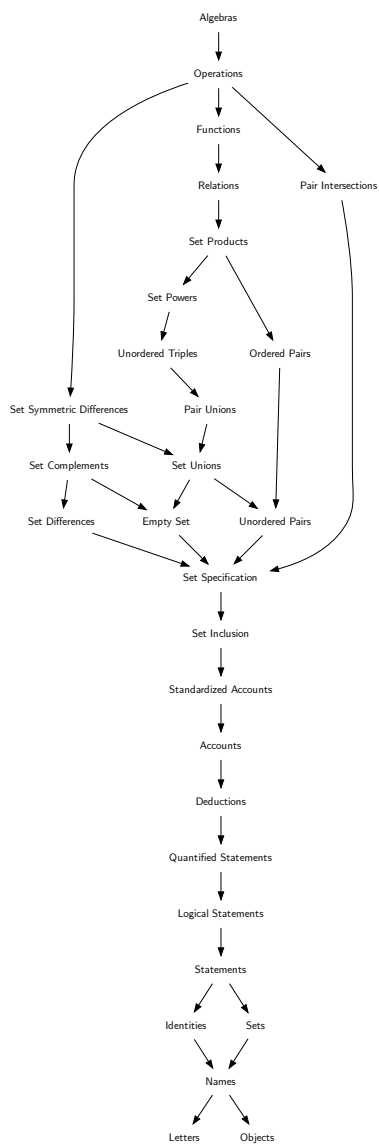 Algebras
Operations
Functions
Relations
Pair Intersections
Set Products
Set Powers
Unordered Triples
Ordered Pairs
Set Symmetric Differences
Pair Unions
Set Complements
Set Unions
Set Differences
Empty Set
Unordered Pairs
Set Specification
Set Inclusion
Standardized Accounts
Accounts
Deductions
Quantified Statements
Logical Statements
Statements
Identities
Sets
Names
Letters
Objects